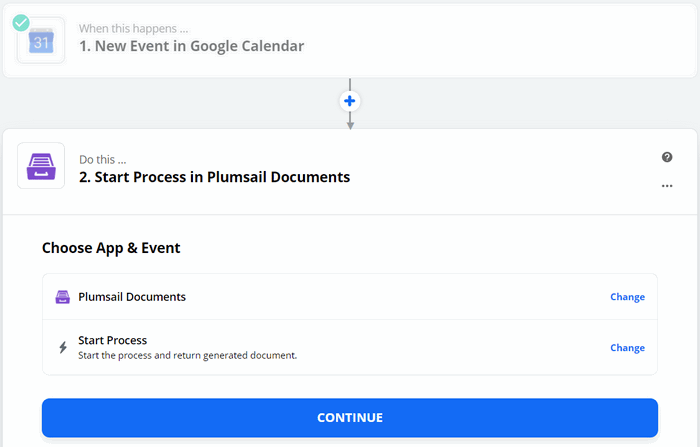 When this happens ...
31
1. New Event in Google Calendar
Do this ...
2. Start Process in Plumsail Documents
?
...
Choose App & Event
Plumsail Documents
Change
Start Process
Start the process and return generated document.
Change
CONTINUE